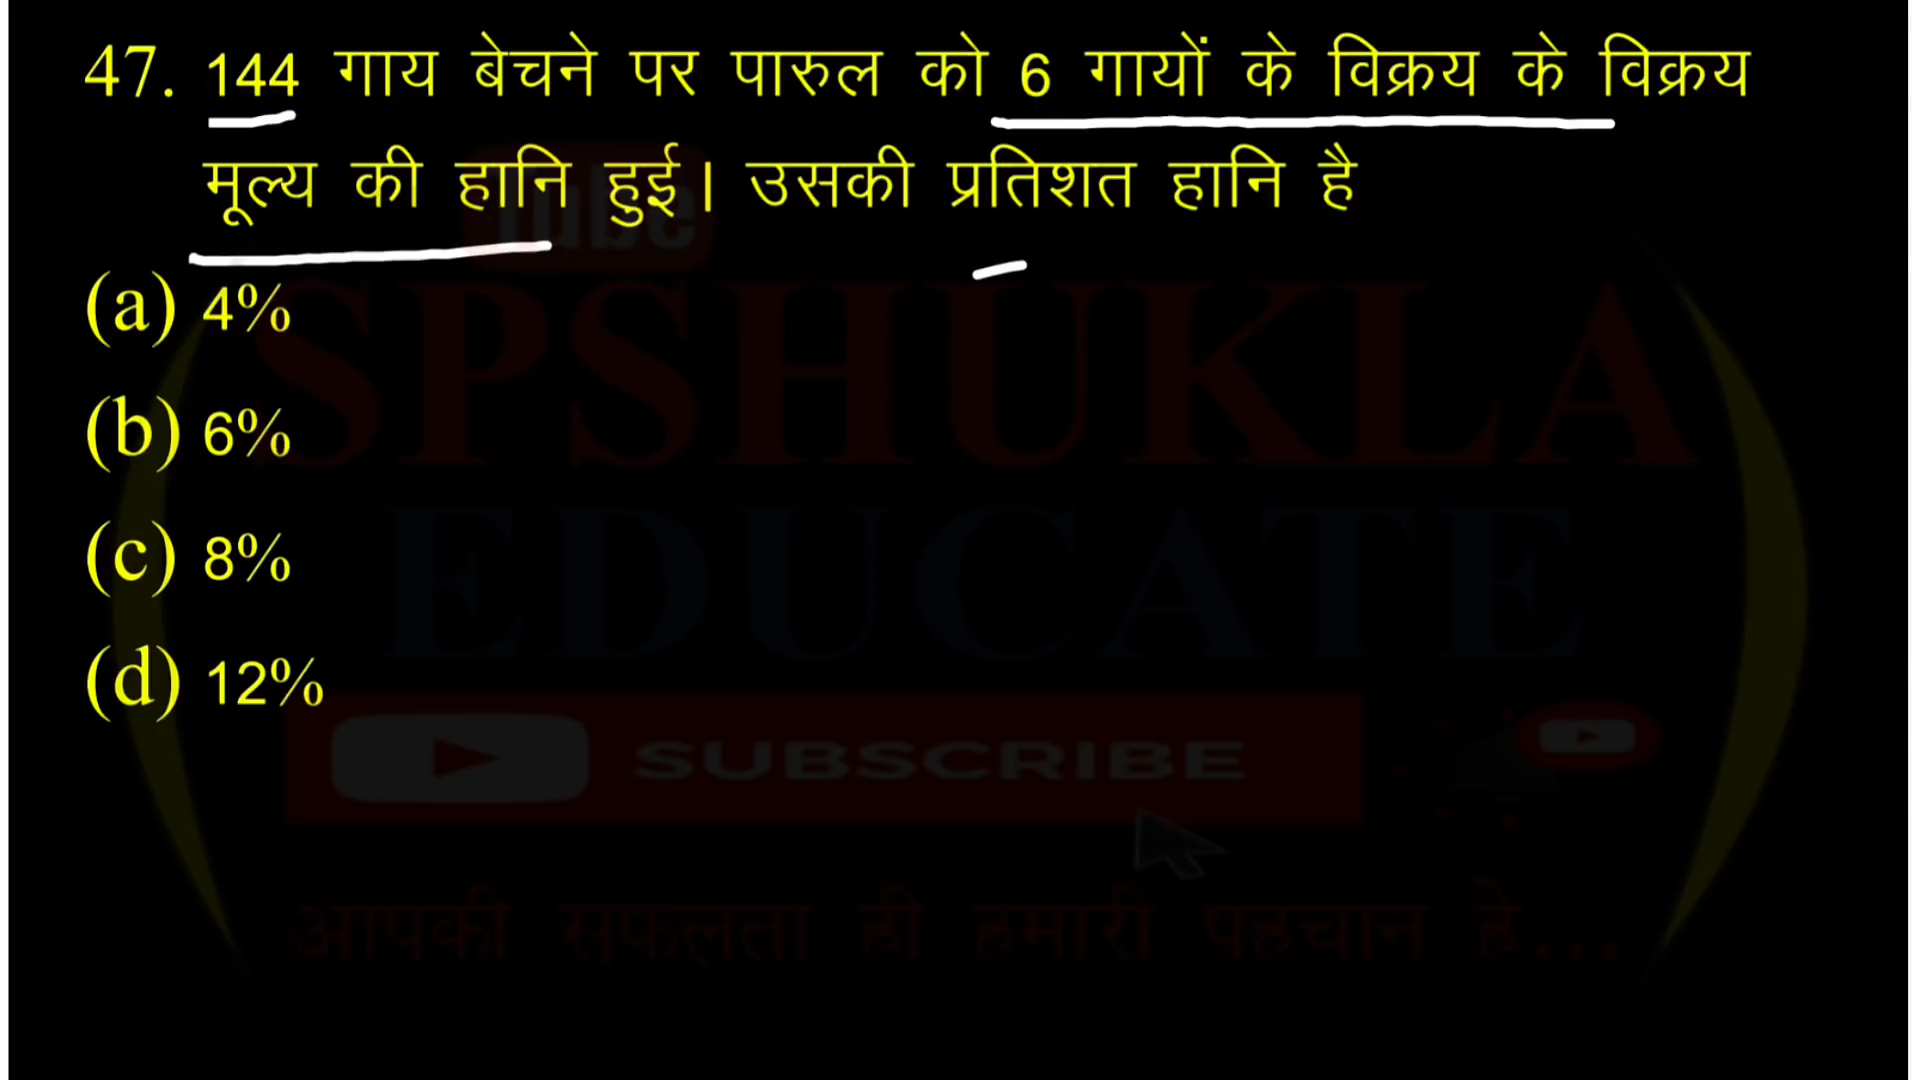 47. 144 गाय बेचने पर पारुल को 6 गायों के विक्रय के विक्रय
मूल्य की हानि हुई। उसकी प्रतिशत हानि है
Tube
(a) 4%
SPSHUKLA
(b) 6%
EDUCATE
(c) 8%
(d) 12%
SUBSCRIBE
आपकी सफलता ही हमारी पहचान है...